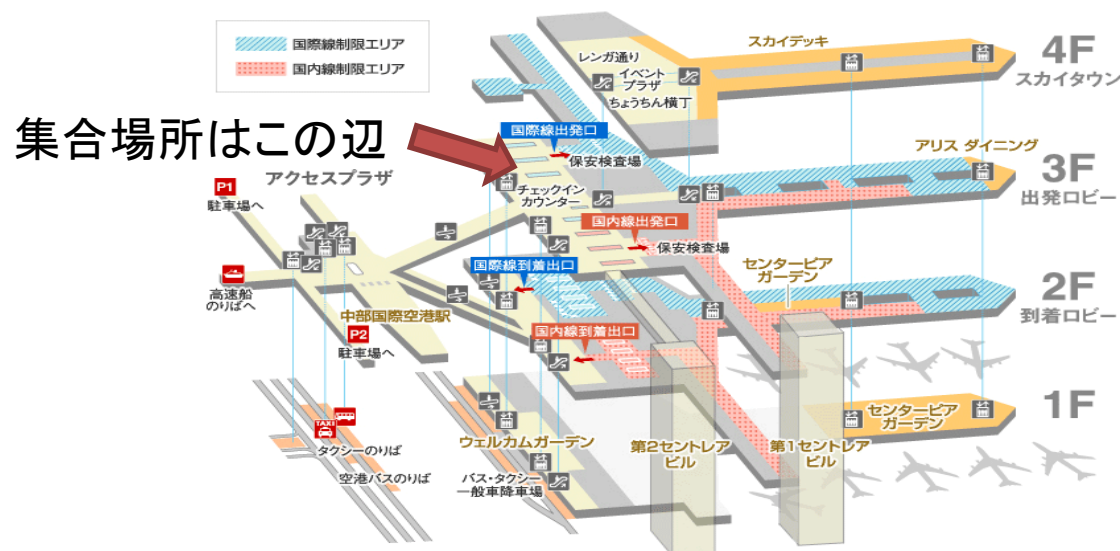 国際線制限エリア
国内線制限エリア
スカイデッキ
4F
スカイタウン
レンガ通り
イベント
プラザ
ちょうちん横丁
集合場所はこの辺
国際線出発口
保安検査場
アリス ダイニング
3F
出発ロビー
アクセスプラザ
P1
駐車場へ
チェックイン
カウンター
国内線出発口
保安検査場
国際線到着出口
センターピア
ガーデン
2F
到着ロビー
高速船
のりばへ
中部国際空港駅
P2
駐車場へ
国内線到着出口
1F
センターピア
ガーデン
TAXI
タクシーのりば
空港バスのりば
ウェルカムガーデン
バス・タクシー
一般車降車場
第2セントレア
ビル
第1セントレア
ビル